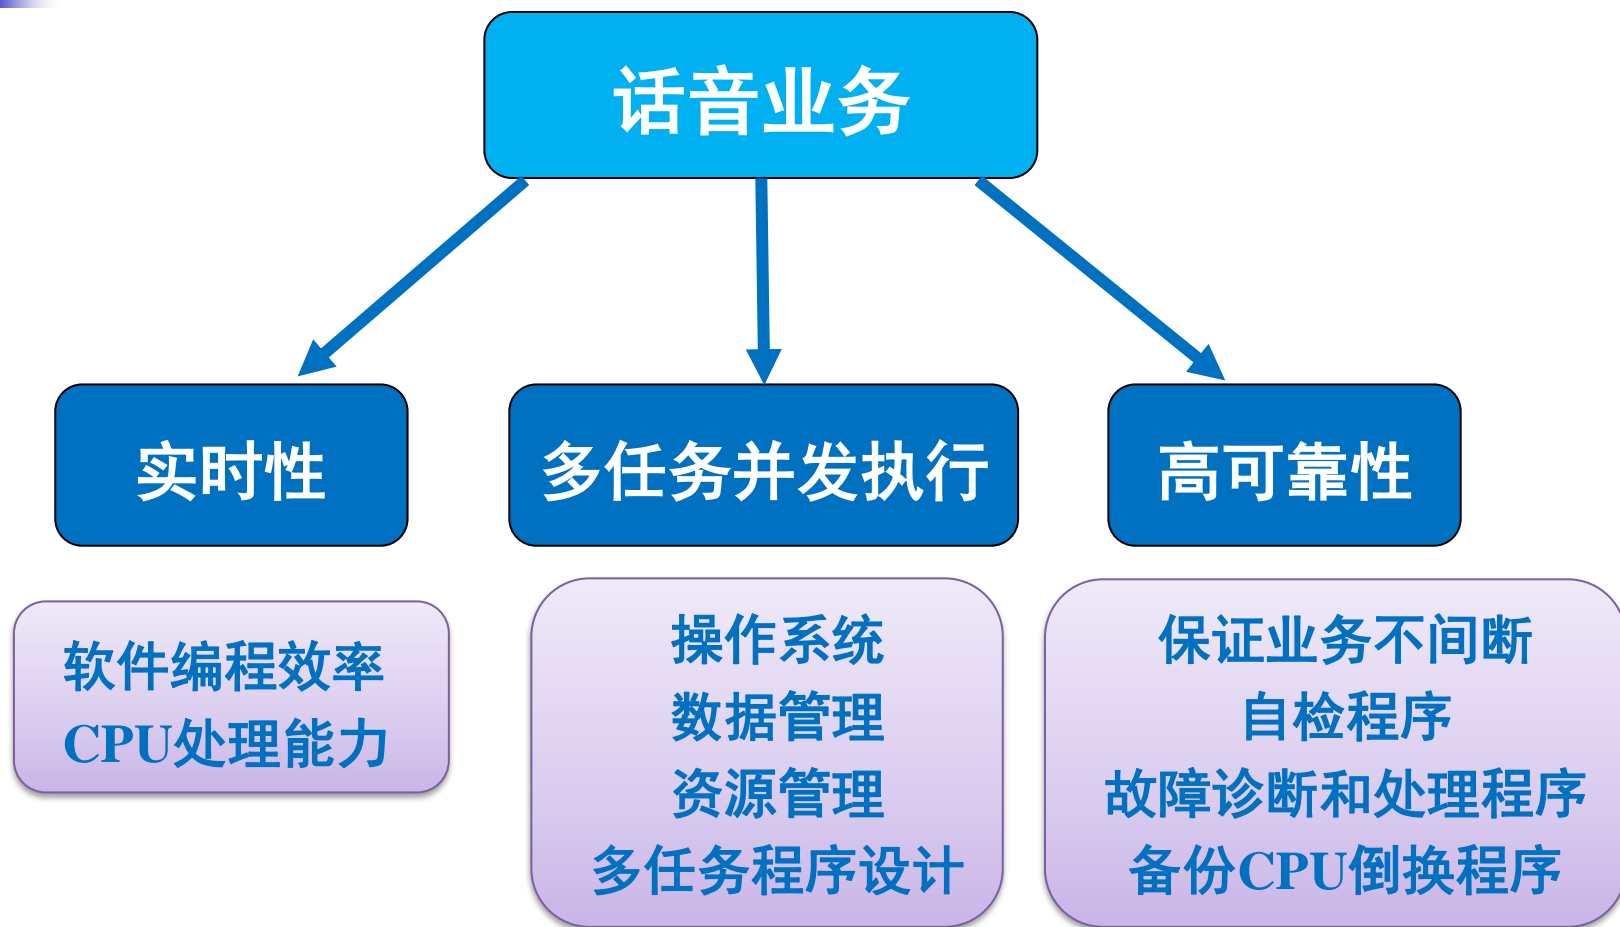 话音业务
实时性
多任务并发执行
高可靠性
软件编程效率
CPU处理能力
操作系统
数据管理
资源管理
多任务程序设计
保证业务不间断
自检程序
故障诊断和处理程序
备份CPU倒换程序